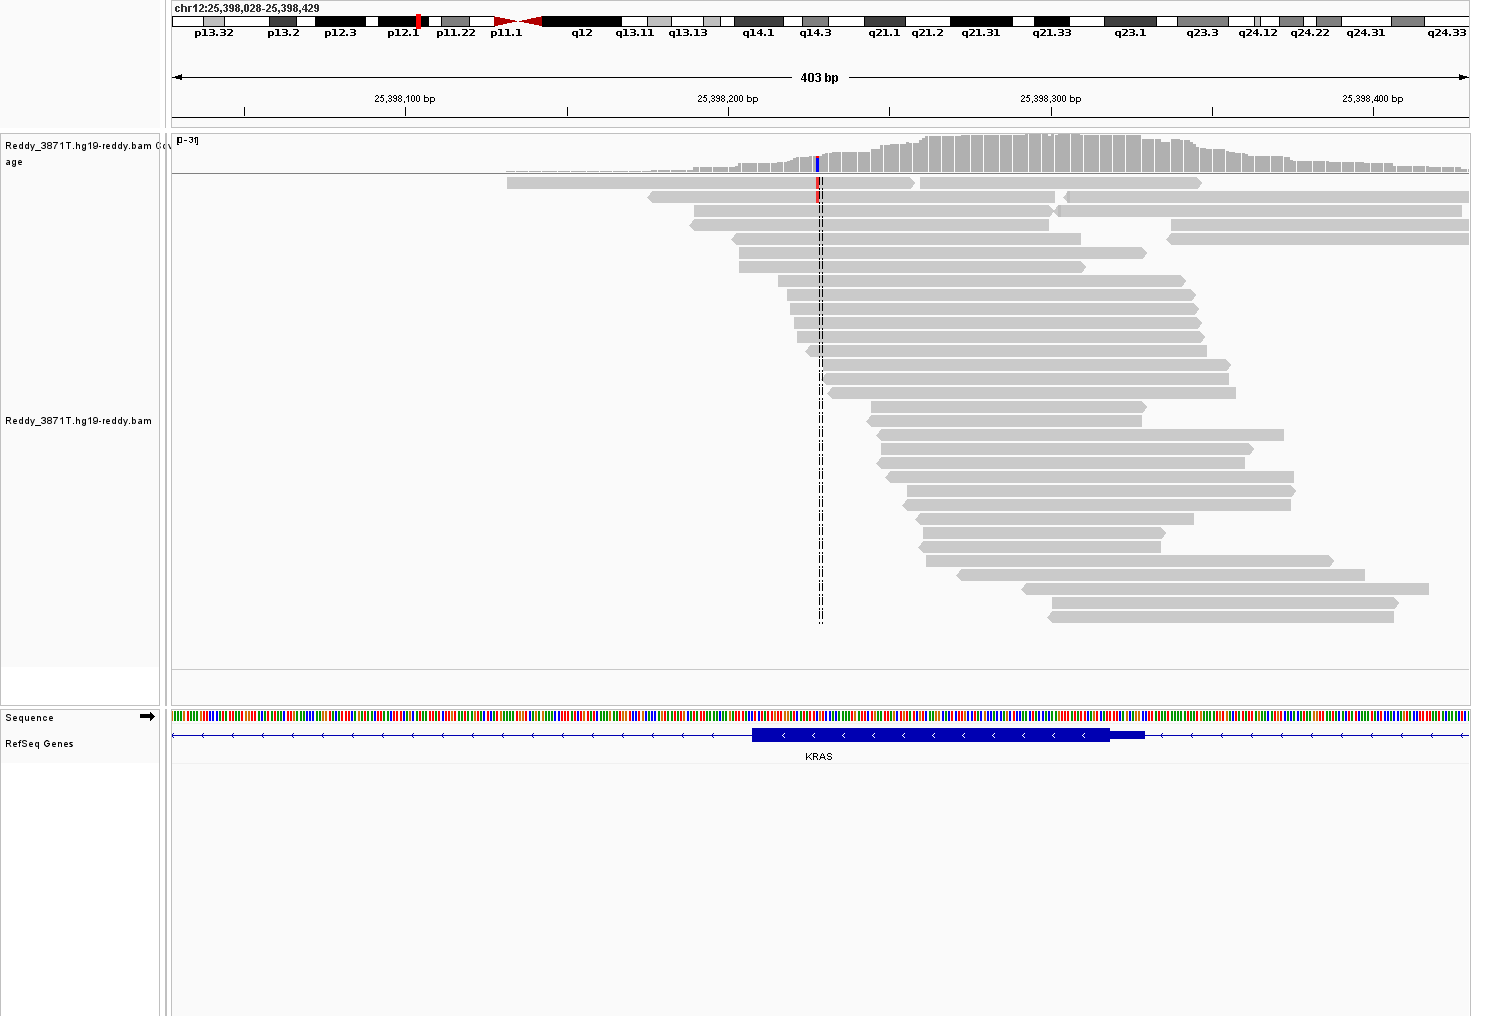 chr12:25,398,028-25,398,429
p13.32 p13.2 p12.3 p12.1 p11.22 p11.1 q12 q13.11 q13.13 q14.1 q14.3 q21.1 q21.2 q21.31 q21.33 q23.1 q23.3 q24.12 q24.22 q24.31 q24.33
403 bp
25,398,100 bp 25,398,200 bp 25,398,300 bp 25,398,400 bp
[0-31]
Reddy_3871T.hg19-reddy.bam Cov
age
Reddy_3871T.hg19-reddy.bam
Sequence
RefSeq Genes
KRAS